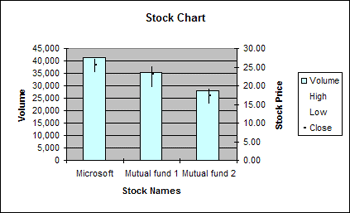 Stock Chart
45,000
40,000
35,000
30,000
25,000
20,000
15,000
10,000
5,000
0
Volume
30.00
25.00
20.00
15.00
10.00
5.00
0.00
Stock Price
Volume
High
Low
Close
Microsoft Mutual fund 1 Mutual fund 2
Stock Names